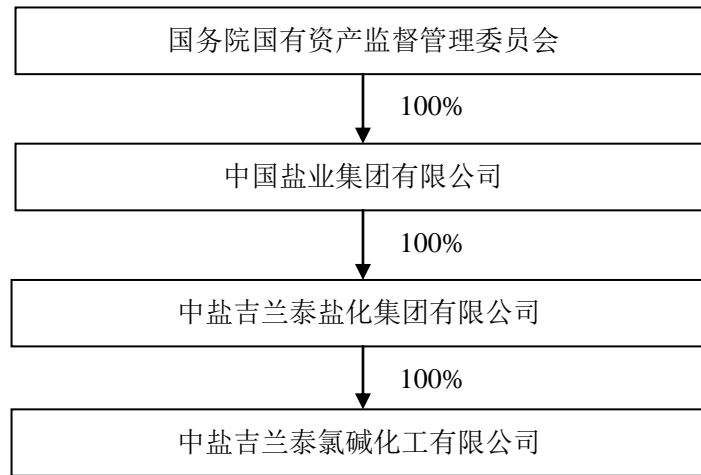 国务院国有资产监督管理委员会
100%
中国盐业集团有限公司
100%
中盐吉兰泰盐化集团有限公司
100%
中盐吉兰泰氯碱化工有限公司